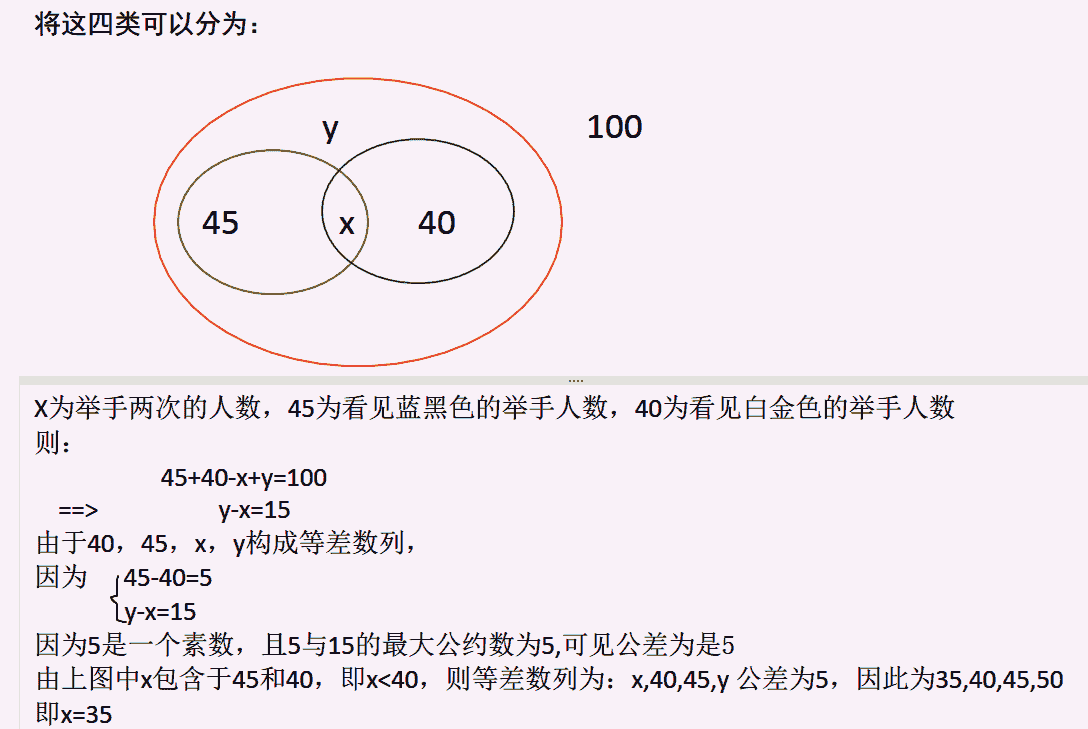 将这四类可以分为：
y
100
45
x
40
X为举手两次的人数，45为看见蓝黑色的举手人数，40为看见白金色的举手人数
则：
45+40-x+y=100
==> y-x=15
由于40，45，x，y构成等差数列，
因为 45-40=5
y-x=15
因为5是一个素数，且5与15的最大公约数为5,可见公差为是5
由上图中x包含于45和40，即x<40，则等差数列为：x,40,45,y 公差为5，因此为35,40,45,50
即x=35